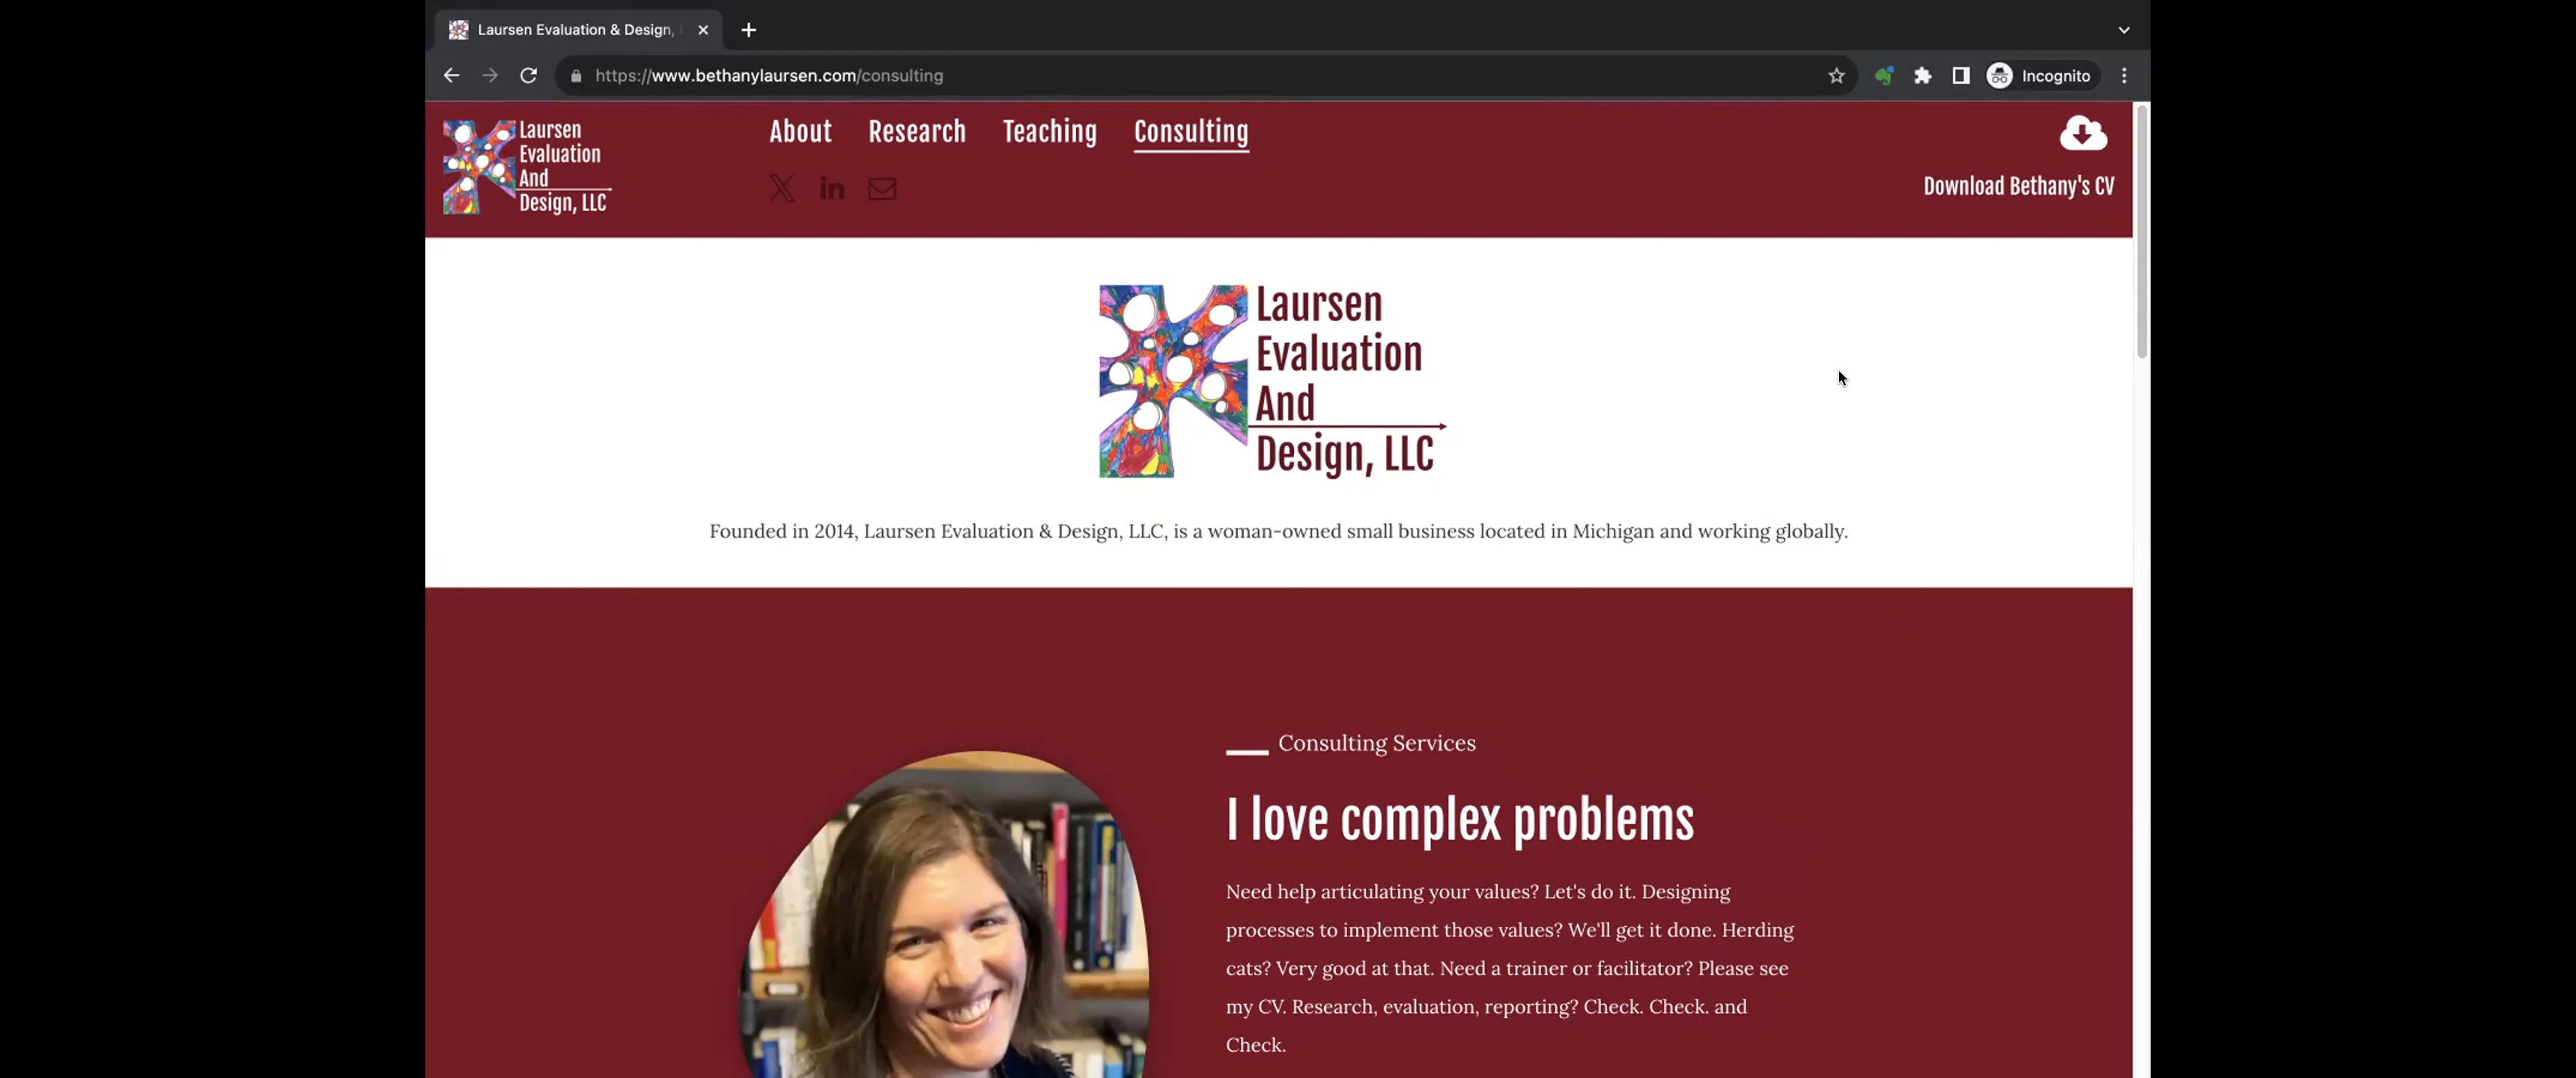 Laursen Evaluation & Design,
https://www.bethanylaursen.com/consulting
Incognito
Laursen
Evaluation
And
Design, LLC
About Research Teaching Consulting
Download Bethany's CV
Laursen
Evaluation
And
Design, LLC
Founded in 2014, Laursen Evaluation & Design, LLC, is a woman-owned small business located in Michigan and working globally.
Consulting Services
I love complex problems
Need help articulating your values? Let's do it. Designing
processes to implement those values? We'll get it done. Herding
cats? Very good at that. Need a trainer or facilitator? Please see
my CV. Research, evaluation, reporting? Check. Check. and
Check.